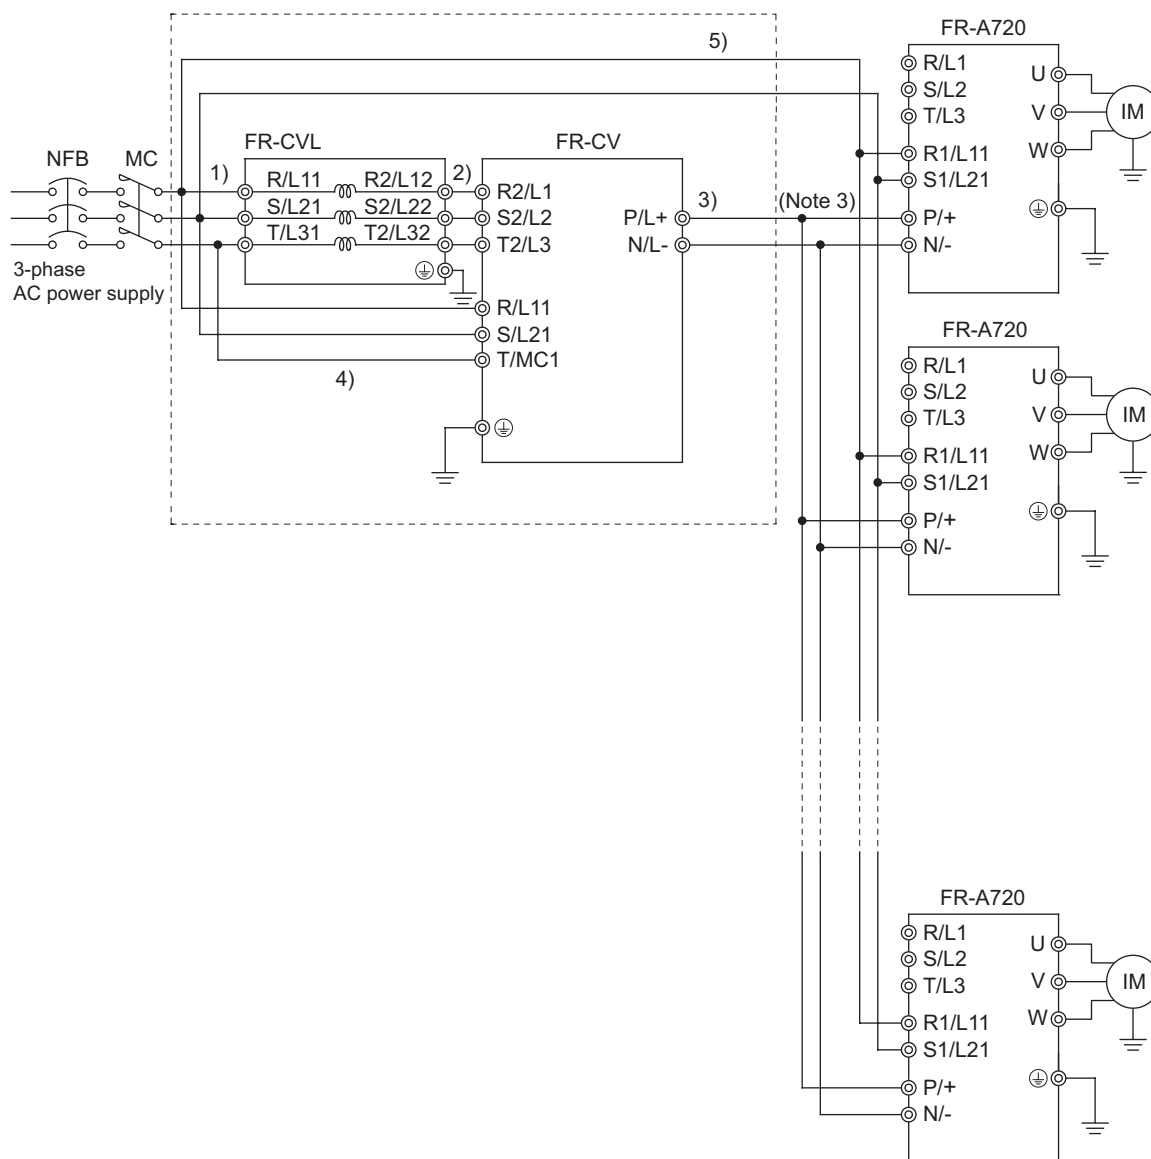 5)
FR-A720
R/L1
S/L2
T/L3
R1/L11
S1/L21
P/+
N/-
U
V
W
IM
NFB
MC
1)
FR-CVL
R/L11
R2/L12
S/L21
S2/L22
T/L31
T2/L32
2)
FR-CV
R2/L1
S2/L2
T2/L3
P/L+
N/L-
3)
(Note 3)
3-phase
AC power supply
R/L11
S/L21
T/MC1
4)
FR-A720
R/L1
S/L2
T/L3
R1/L11
S1/L21
P/+
N/-
U
V
W
IM
FR-A720
R/L1
S/L2
T/L3
R1/L11
S1/L21
P/+
N/-
U
V
W
IM